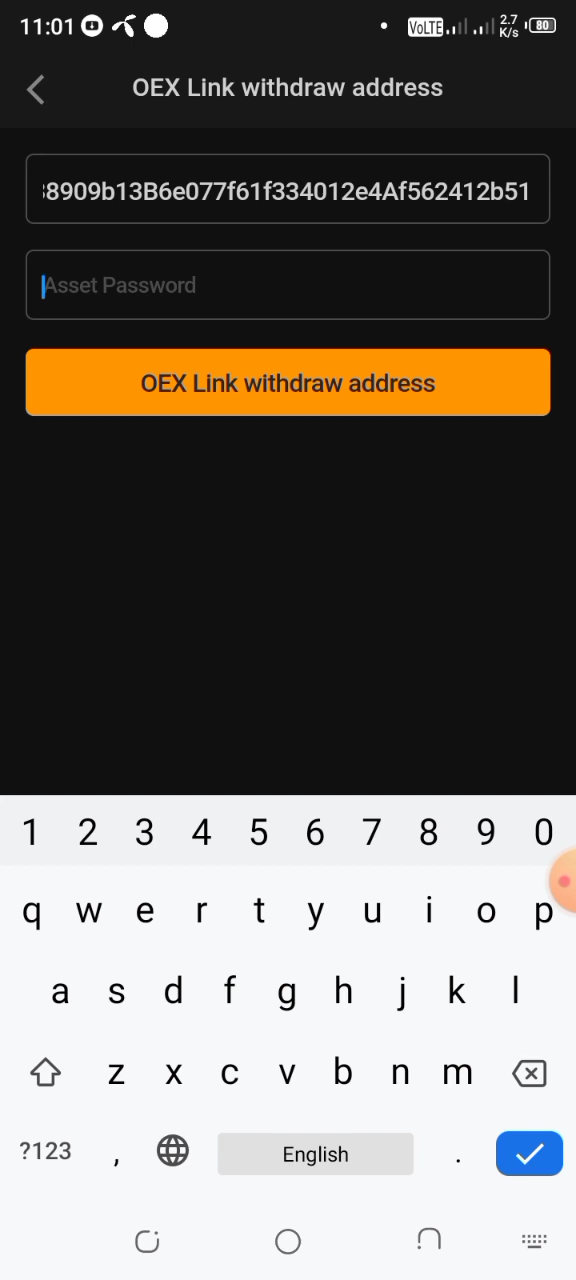 11:01 VoLTE 2.7 K/s 80
OEX Link withdraw address
8909b13B6e077f61f334012e4Af562412b51
Asset Password
OEX Link withdraw address
1 2 3 4 5 6 7 8 9 0
q w e r t y u i o p
a s d f g h j k l
z x c v b n m
?123 , English .